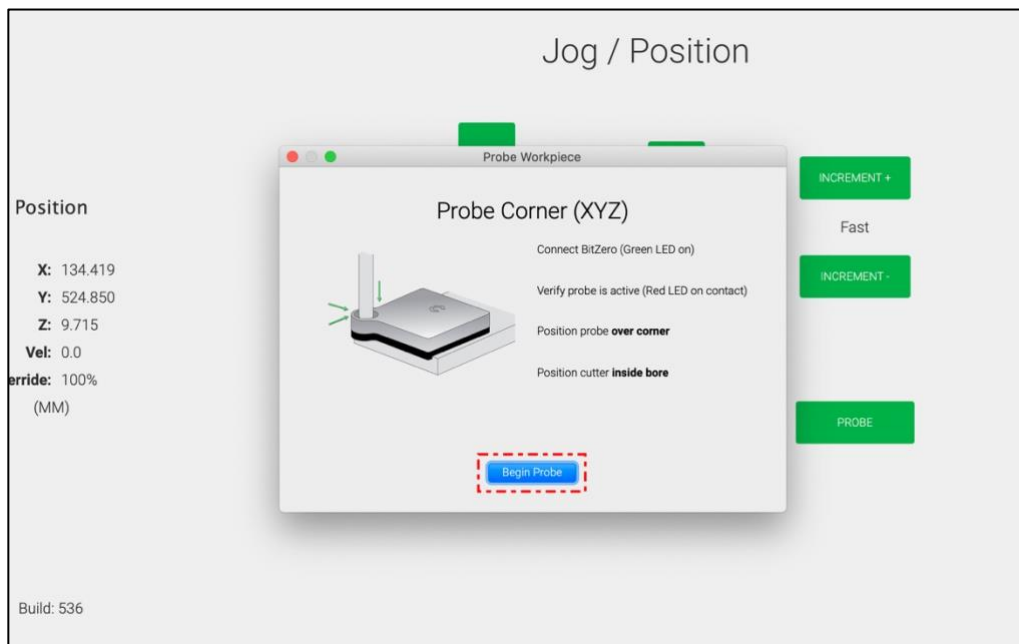 Jog / Position
Probe Workpiece
INCREMENT +
Position
Probe Corner (XYZ)
Fast
Connect BitZero (Green LED on)
X: 134.419
INCREMENT -
Verify probe is active (Red LED on contact)
Y: 524.850
Z: 9.715
Position probe over corner
Vel: 0.0
erride: 100%
Position cutter inside bore
(MM)
PROBE
Begin Probe
Build: 536